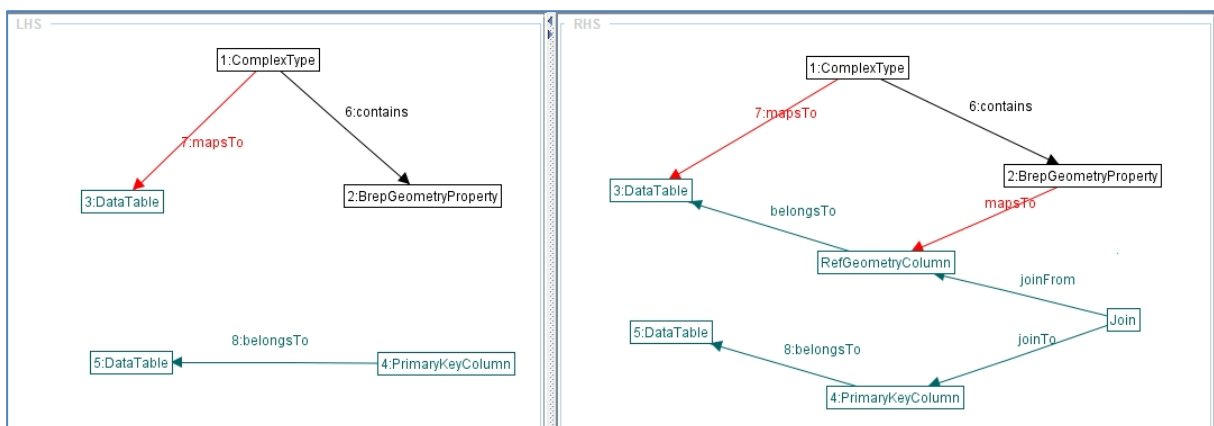 LHS
1:ComplexType
6:contains
7:mapsTo
3:DataTable
2:BrepGeometryProperty
8:belongsTo
5:DataTable
4:PrimaryKeyColumn
RHS
1:ComplexType
7:mapsTo
6:contains
2:BrepGeometryProperty
3:DataTable
belongsTo
mapsTo
RefGeometryColumn
joinFrom
Join
5:DataTable
8:belongsTo
joinTo
4:PrimaryKeyColumn